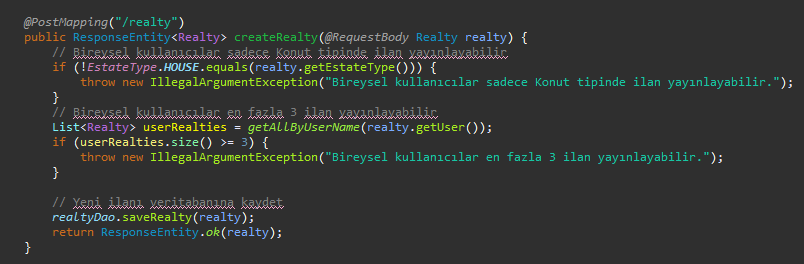 @PostMapping("/realty")
public ResponseEntity<Realty> createRealty(@RequestBody Realty realty) {
// Bireysel kullanıcılar sadece Konut tipinde ilan yayınlayabilir
if (!EstateType.HOUSE.equals(realty.getEstateType())) {
throw new IllegalArgumentException("Bireysel kullanıcılar sadece Konut tipinde ilan yayınlayabilir.");
}
// Bireysel kullanıcılar en fazla 3 ilan yayınlayabilir
List<Realty> userRealties = getAllByUserName(realty.getUser());
if (userRealties.size() >= 3) {
throw new IllegalArgumentException("Bireysel kullanıcılar en fazla 3 ilan yayınlayabilir.");
}
// Yeni ilanı veritabanına kaydet
realtyDao.saveRealty(realty);
return ResponseEntity.ok(realty);
}